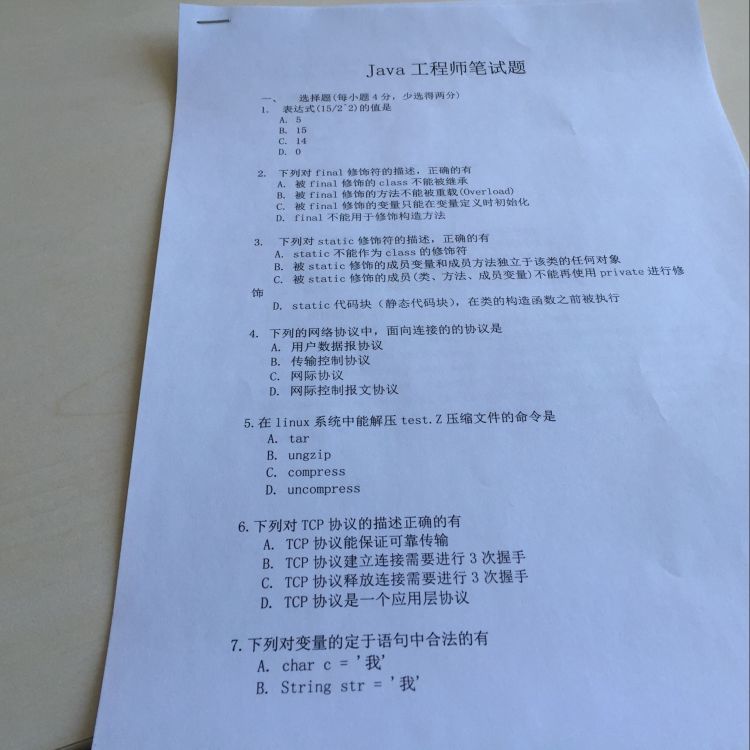 Java 工程师笔试题
一、 选择题(每小题 4 分, 少选得两分)
1. 表达式(15/2^2)的值是
A. 5
B. 15
C. 14
D. 0
2. 下列对 final 修饰符的描述, 正确的有
A. 被 final 修饰的 class 不能被继承
B. 被 final 修饰的方法不能被重载(Overload)
C. 被 final 修饰的变量只能在变量定义时初始化
D. final 不能用于修饰构造方法
3. 下列对 static 修饰符的描述, 正确的有
A. static 不能作为 class 的修饰符
B. 被 static 修饰的成员变量和成员方法独立于该类的任何对象
C. 被 static 修饰的成员(类、方法、成员变量)不能再使用 private 进行修
饰
D. static 代码块（静态代码块), 在类的构造函数之前被执行
4. 下列的网络协议中, 面向连接的的协议是
A. 用户数据报协议
B. 传输控制协议
C. 网际协议
D. 网际控制报文协议
5. 在 linux 系统中能解压 test.Z 压缩文件的命令是
A. tar
B. ungzip
C. compress
D. uncompress
6. 下列对 TCP 协议的描述正确的有
A. TCP 协议能保证可靠传输
B. TCP 协议建立连接需要进行 3 次握手
C. TCP 协议释放连接需要进行 3 次握手
D. TCP 协议是一个应用层协议
7. 下列对变量的定于语句中合法的有
A. char c = '我'
B. String str = '我'